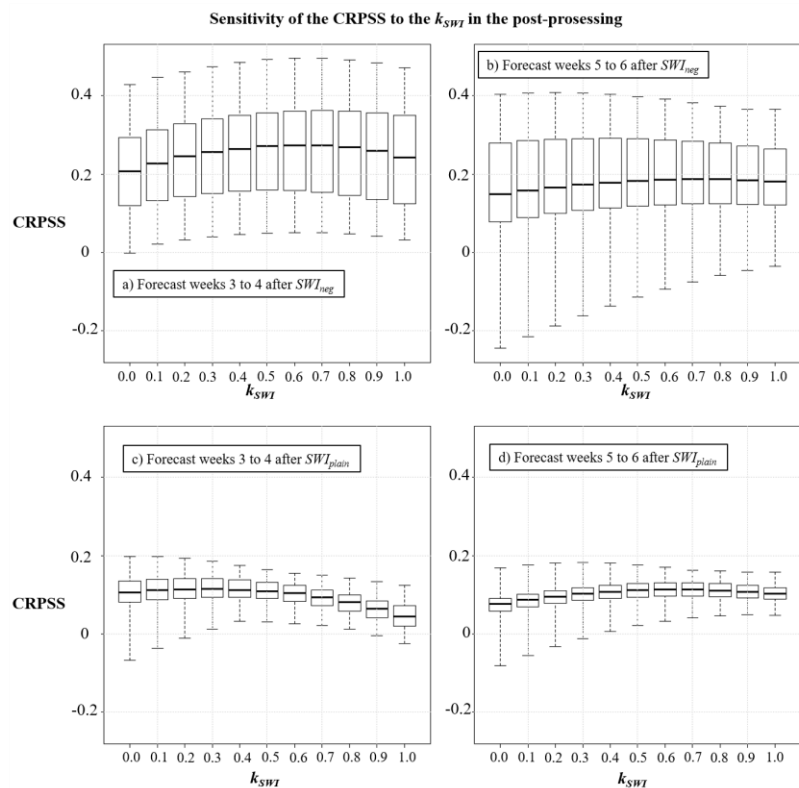 Sensitivity of the CRPSS to the kSWI in the post-prosessing
a) Forecast weeks 3 to 4 after SWIneg
b) Forecast weeks 5 to 6 after SWIneg
CRPSS
0.4
0.2
0
-0.2
0.0 0.1 0.2 0.3 0.4 0.5 0.6 0.7 0.8 0.9 1.0
kSWI
0.4
0.2
0
-0.2
0.0 0.1 0.2 0.3 0.4 0.5 0.6 0.7 0.8 0.9 1.0
kSWI
c) Forecast weeks 3 to 4 after SWIplain
d) Forecast weeks 5 to 6 after SWIplain
CRPSS
0.4
0.2
0
-0.2
0.0 0.1 0.2 0.3 0.4 0.5 0.6 0.7 0.8 0.9 1.0
kSWI
0.4
0.2
0
-0.2
0.0 0.1 0.2 0.3 0.4 0.5 0.6 0.7 0.8 0.9 1.0
kSWI